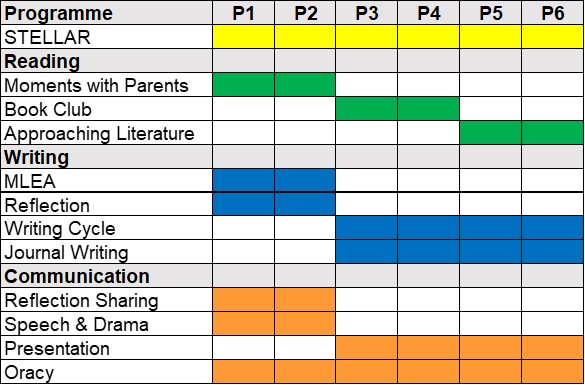 Programme P1 P2 P3 P4 P5 P6
STELLAR
Reading
Moments with Parents
Book Club
Approaching Literature
Writing
MLEA
Reflection
Writing Cycle
Journal Writing
Communication
Reflection Sharing
Speech & Drama
Presentation
Oracy